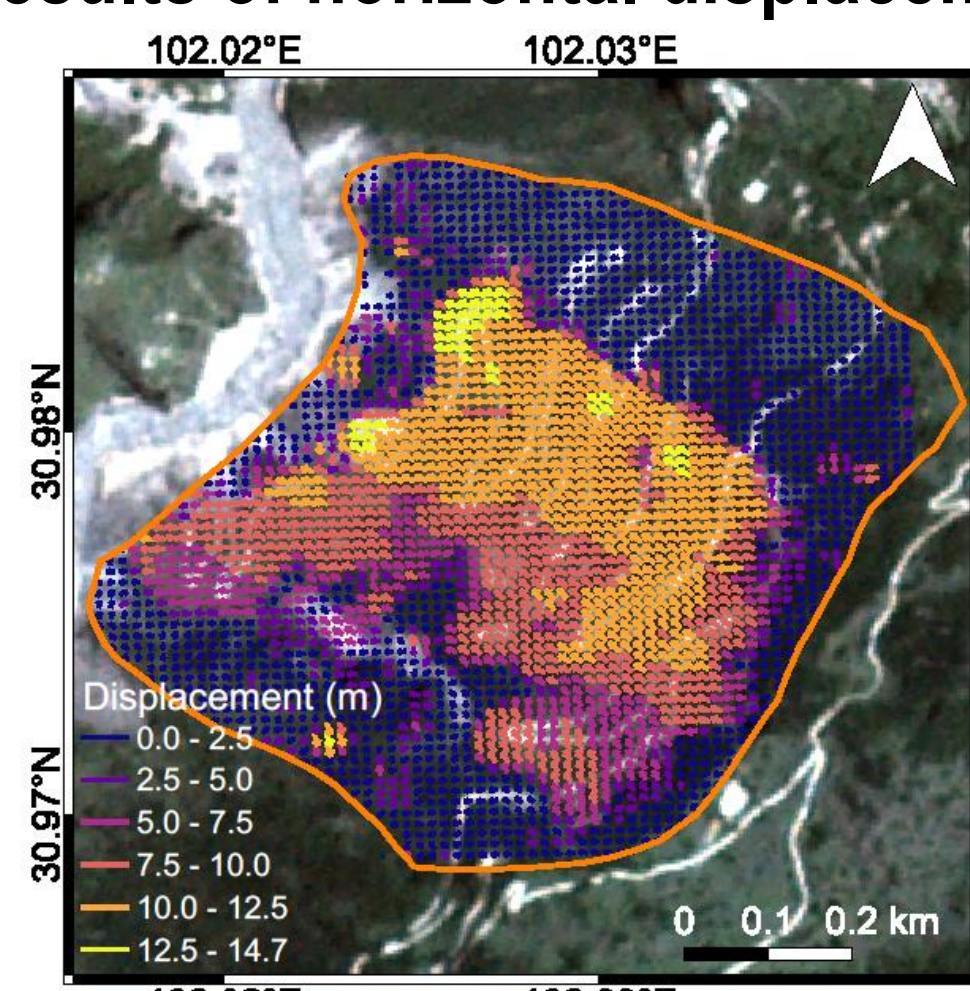 102.02°E 102.03°E
30.98°N
30.97°N
Displacement (m)
0.0 - 2.5
2.5 - 5.0
5.0 - 7.5
7.5 - 10.0
10.0 - 12.5
12.5 - 14.7
0 0.1 0.2 km